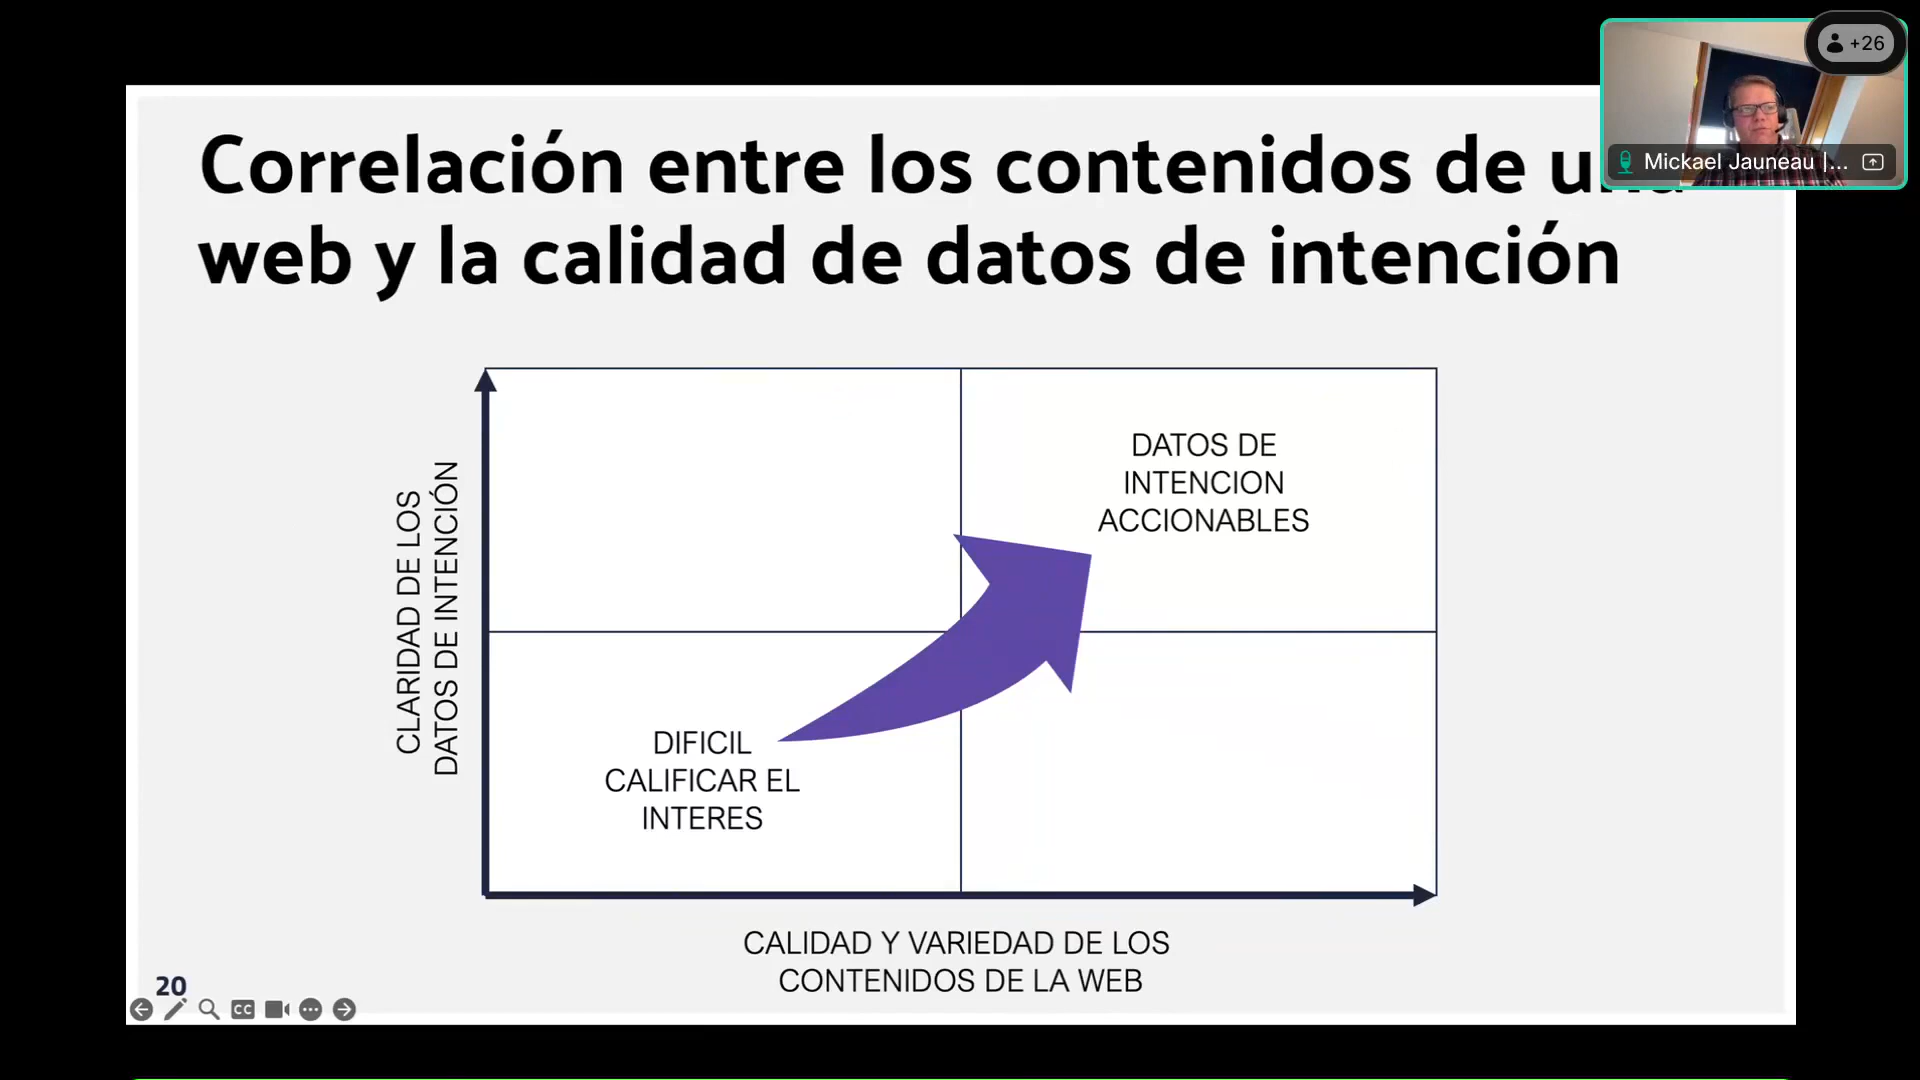 Correlación entre los contenidos de una
web y la calidad de datos de intención
+26
Mickael Jauneau |...
CLARIDAD DE LOS
DATOS DE INTENCIÓN
DATOS DE
INTENCION
ACCIONABLES
DIFICIL
CALIFICAR EL
INTERES
CALIDAD Y VARIEDAD DE LOS
CONTENIDOS DE LA WEB
20
CC